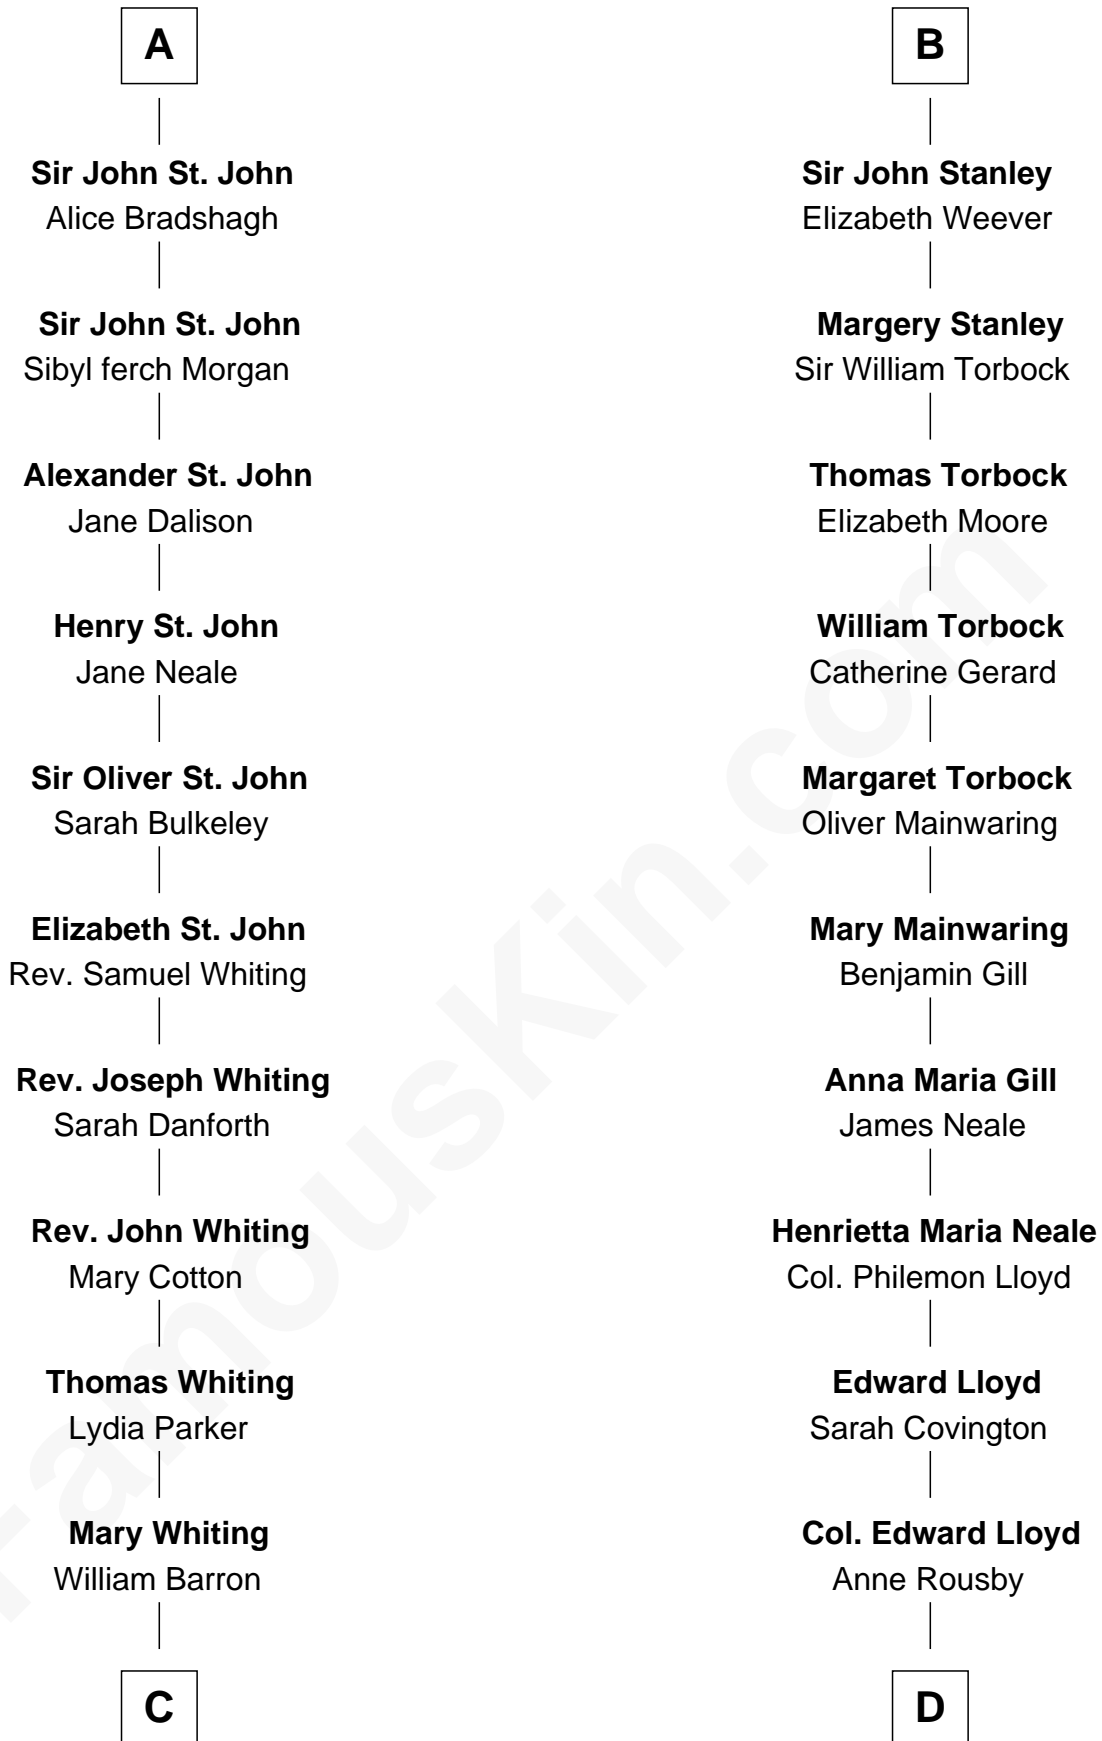 A
Sir John St. John
Alice Bradshagh
Sir John St. John
Sibyl ferch Morgan
Alexander St. John
Jane Dalison
Henry St. John
Jane Neale
Sir Oliver St. John
Sarah Bulkeley
Elizabeth St. John
Rev. Samuel Whiting
Rev. Joseph Whiting
Sarah Danforth
Rev. John Whiting
Mary Cotton
Thomas Whiting
Lydia Parker
Mary Whiting
William Barron
C
B
Sir John Stanley
Elizabeth Weever
Margery Stanley
Sir William Torbock
Thomas Torbock
Elizabeth Moore
William Torbock
Catherine Gerard
Margaret Torbock
Oliver Mainwaring
Mary Mainwaring
Benjamin Gill
Anna Maria Gill
James Neale
Henrietta Maria Neale
Col. Philemon Lloyd
Edward Lloyd
Sarah Covington
Col. Edward Lloyd
Anne Rousby
D
FamousKin.com